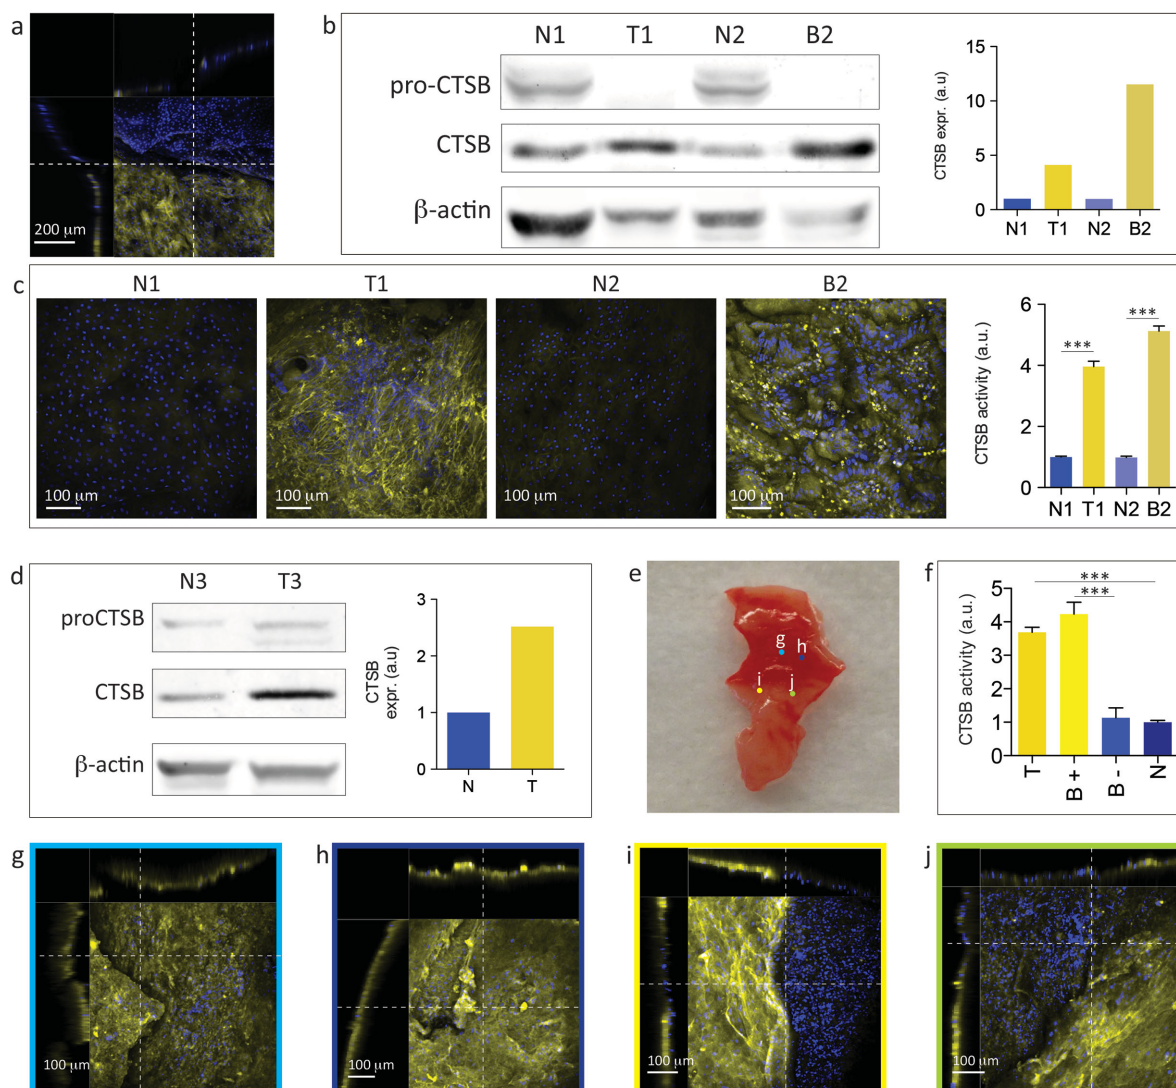 a
200 μm
b
N1 T1 N2 B2
pro-CTSB
CTSB
β-actin
CTSB expr. (a.u)
15
10
5
0
N1 T1 N2 B2
c
N1 T1 N2 B2
100 μm
100 μm
100 μm
100 μm
CTSB activity (a.u.)
6
4
2
0
***
***
N1 T1 N2 B2
d
N3 T3
proCTSB
CTSB
β-actin
CTSB
expr. (a.u)
3
2
1
0
N T
e
g
h
i
j
f
CTSB activity (a.u.)
5
4
3
2
1
0
***
***
T B + B - N
g
100 μm
h
100 μm
i
100 μm
j
100 μm